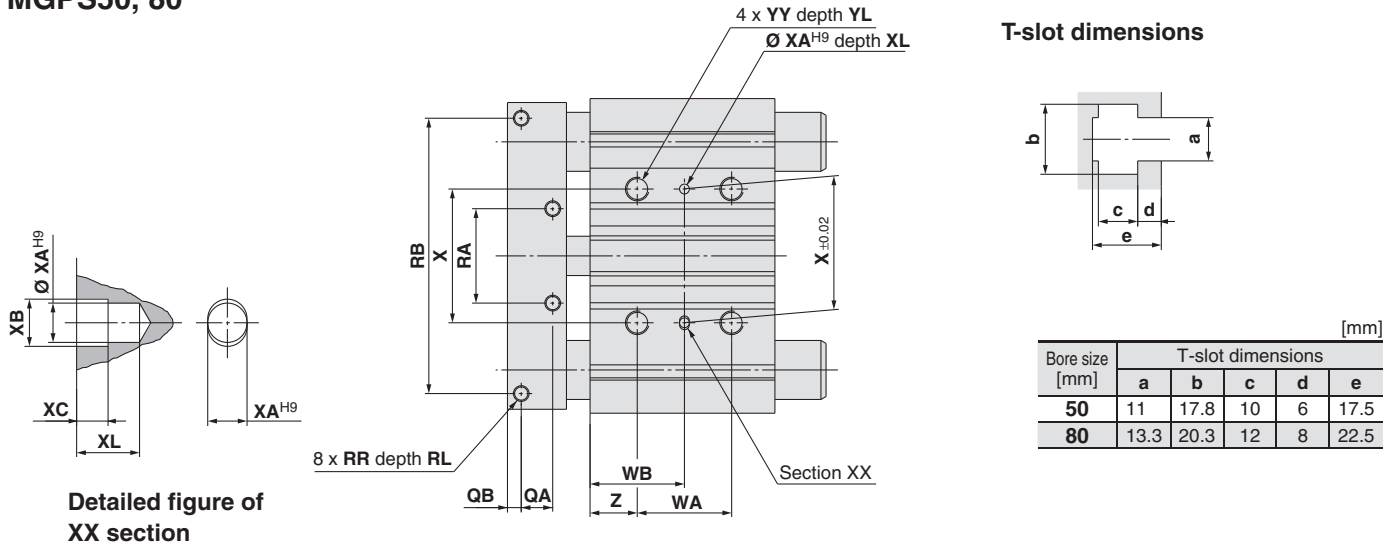 MGPS50, 80
4 x YY depth YL
Ø XAH9 depth XL
T-slot dimensions
b
a
c
d
e
RB
X
RA
X ±0.02
Ø XAH9
XB
XC
XL
XAH9
8 x RR depth RL
QB
QA
WB
Z
WA
Section XX
Detailed figure of
XX section
[mm]
Bore size [mm] T-slot dimensions
a b c d e
50 11 17.8 10 6 17.5
80 13.3 20.3 12 8 22.5